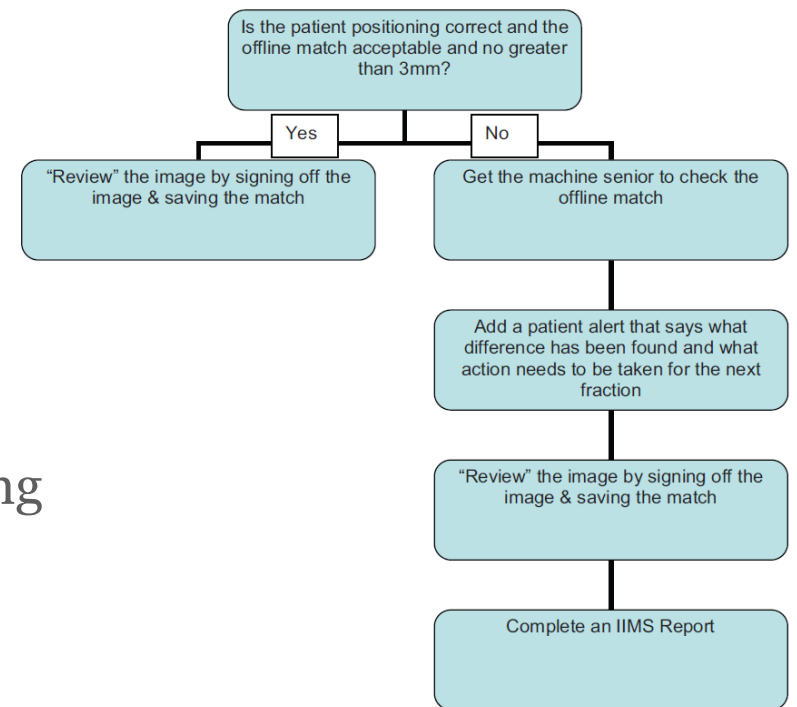 Is the patient positioning correct and the
offline match acceptable and no greater
than 3mm?
Yes
No
“Review” the image by signing off the
image & saving the match
Get the machine senior to check the
offline match
Add a patient alert that says what
difference has been found and what
action needs to be taken for the next
fraction
ng
“Review” the image by signing off the
image & saving the match
Complete an IIMS Report